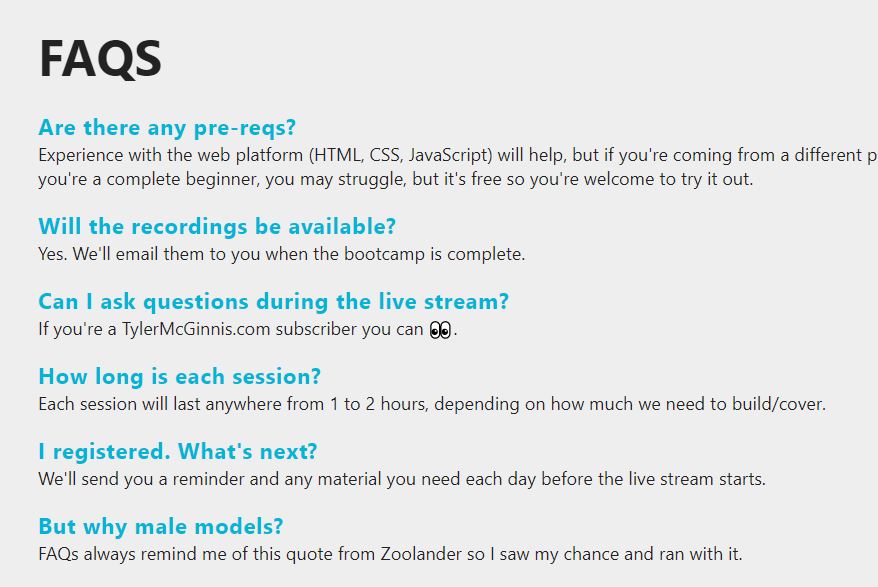 FAQS
Are there any pre-reqs?
Experience with the web platform (HTML, CSS, JavaScript) will help, but if you're coming from a different
you're a complete beginner, you may struggle, but it's free so you're welcome to try it out.
Will the recordings be available?
Yes. We'll email them to you when the bootcamp is complete.
Can I ask questions during the live stream?
If you're a TylerMcGinnis.com subscriber you can 👀.
How long is each session?
Each session will last anywhere from 1 to 2 hours, depending on how much we need to build/cover.
I registered. What's next?
We'll send you a reminder and any material you need each day before the live stream starts.
But why male models?
FAQs always remind me of this quote from Zoolander so I saw my chance and ran with it.